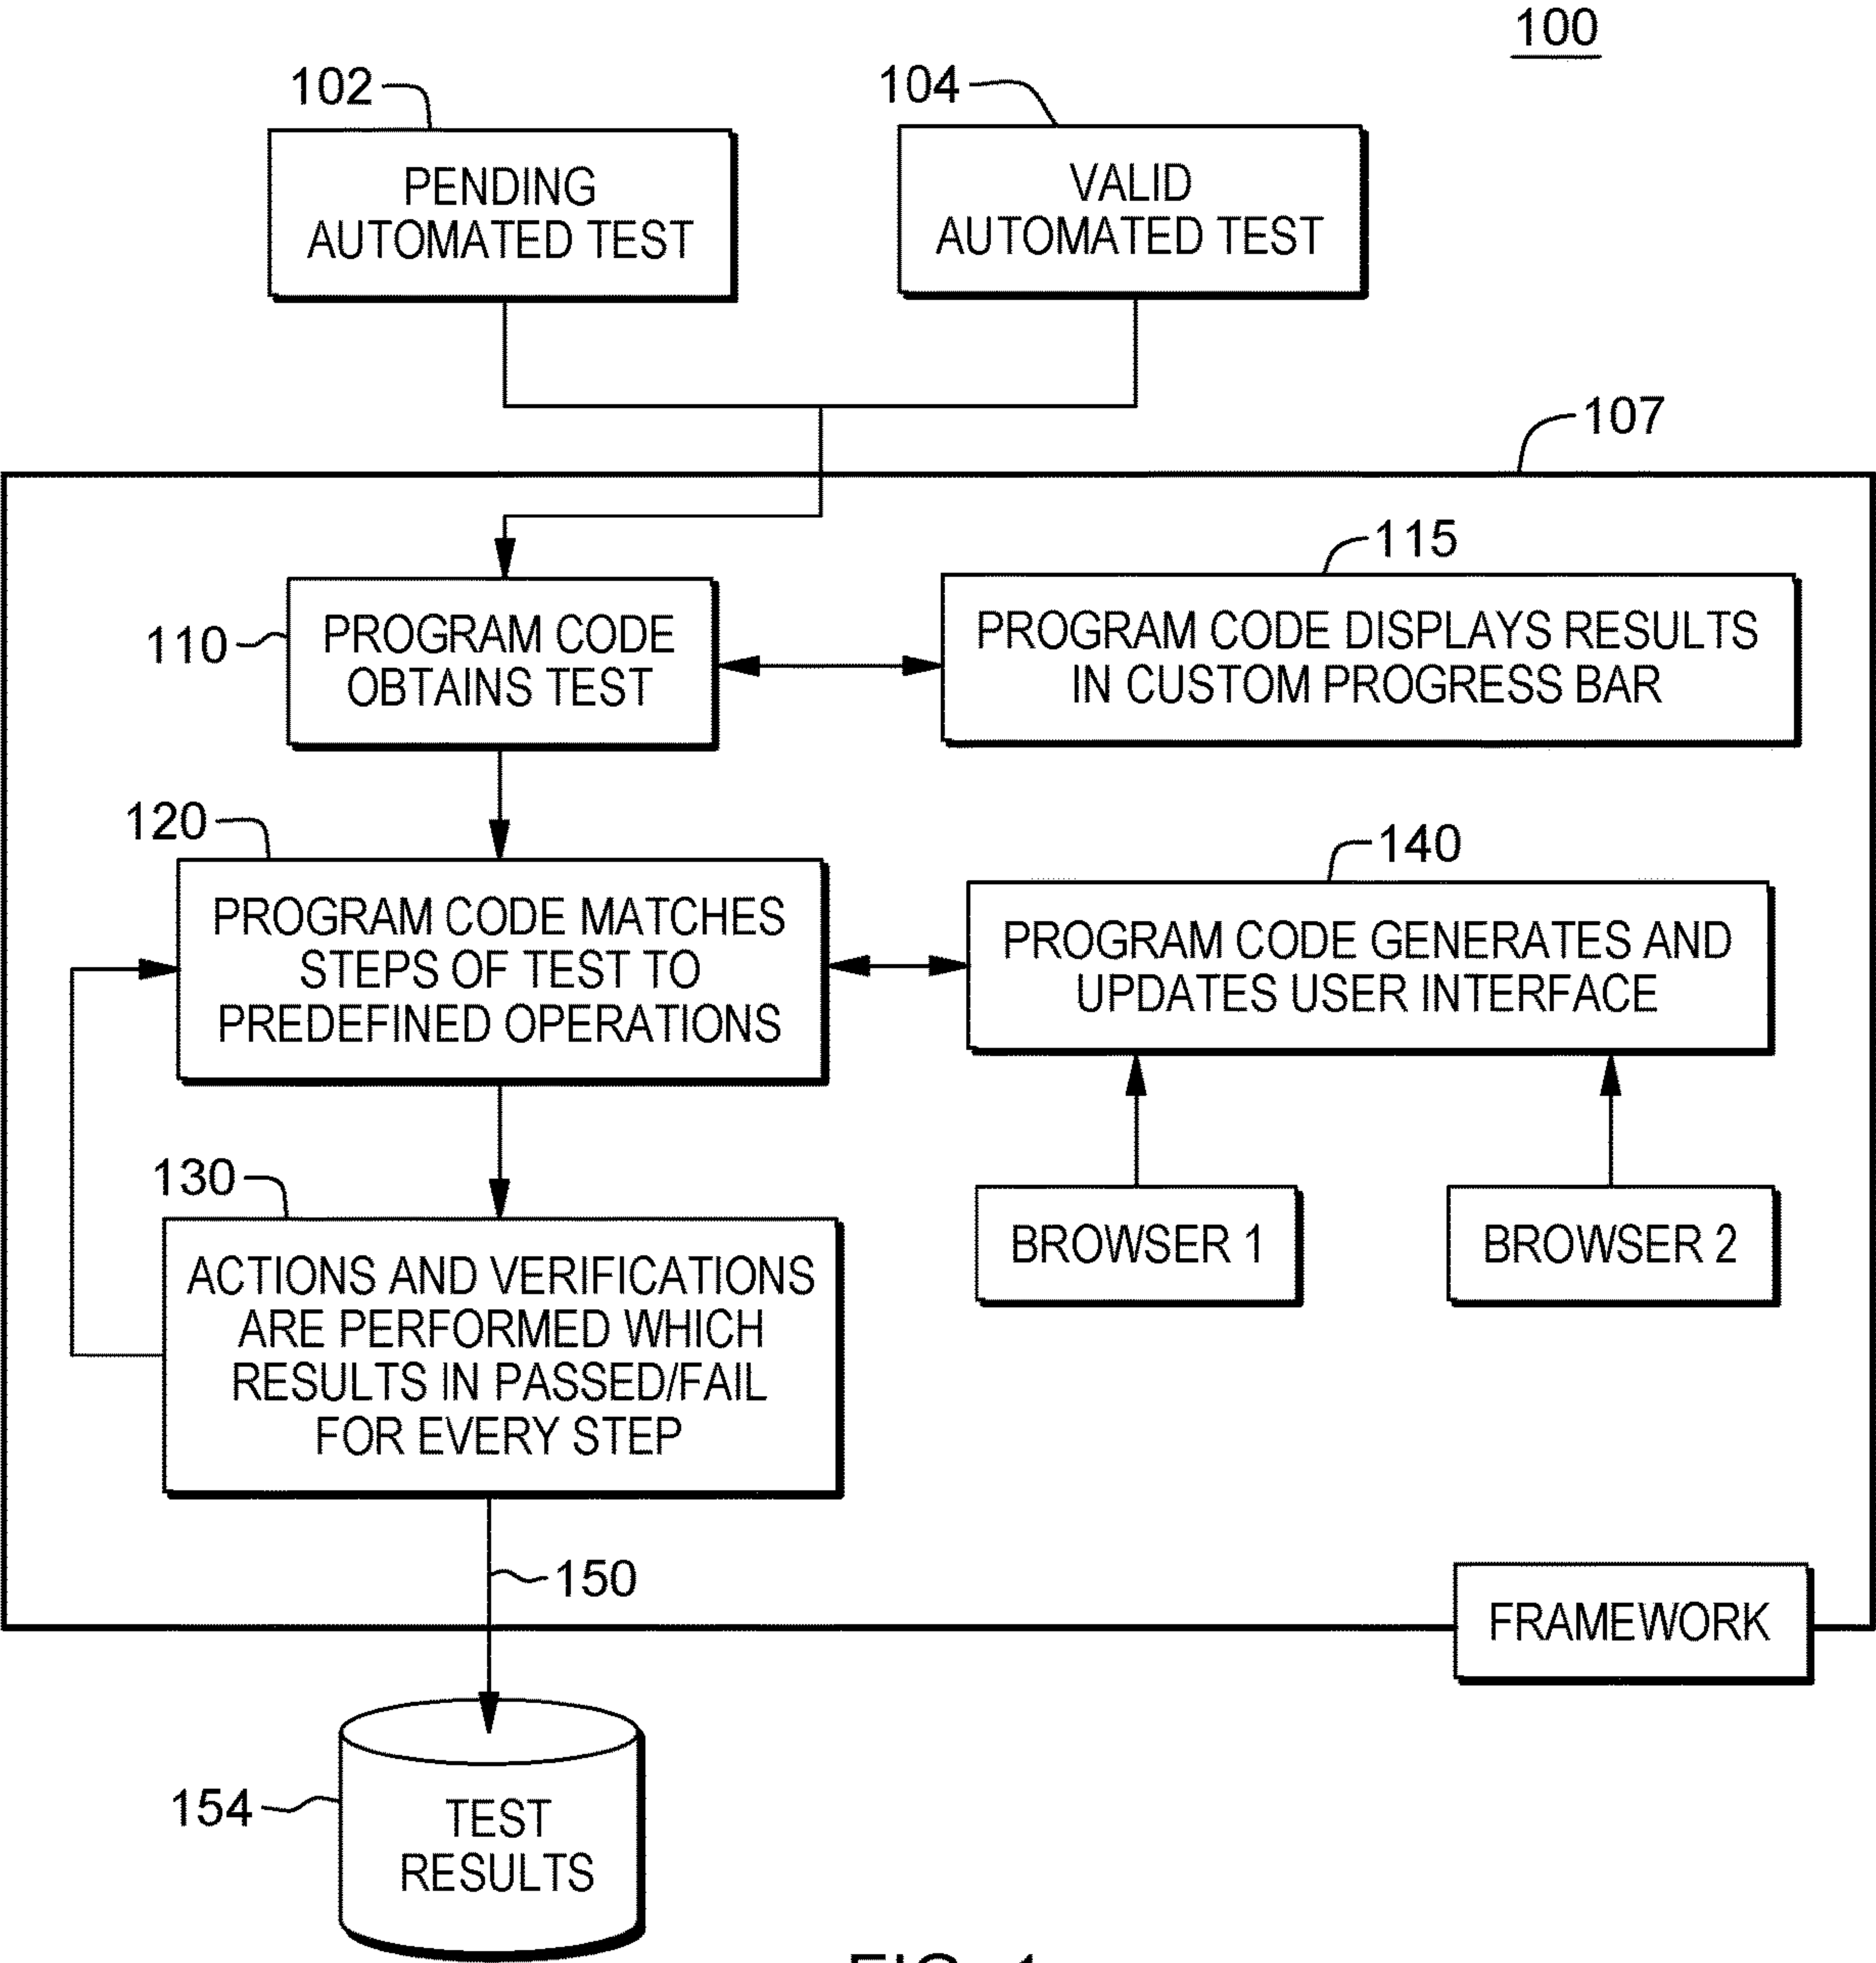 100
102
104
PENDING
AUTOMATED TEST
VALID
AUTOMATED TEST
107
110
PROGRAM CODE
OBTAINS TEST
115
PROGRAM CODE DISPLAYS RESULTS
IN CUSTOM PROGRESS BAR
120
PROGRAM CODE MATCHES
STEPS OF TEST TO
PREDEFINED OPERATIONS
140
PROGRAM CODE GENERATES AND
UPDATES USER INTERFACE
BROWSER 1
BROWSER 2
130
ACTIONS AND VERIFICATIONS
ARE PERFORMED WHICH
RESULTS IN PASSED/FAIL
FOR EVERY STEP
150
FRAMEWORK
154
TEST
RESULTS